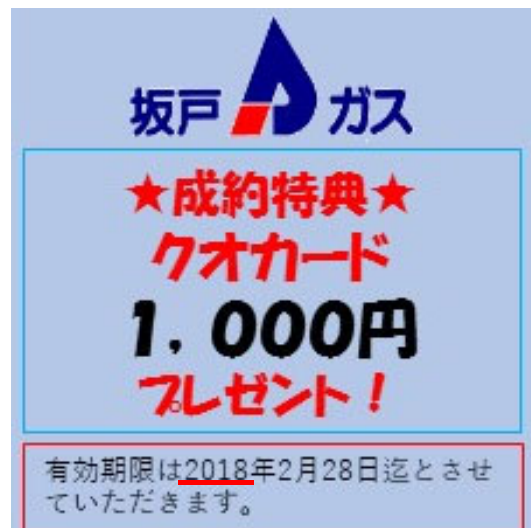 坂戸ガス
★成約特典★
クオカード
1,000円
プレゼント！
有効期限は2018年2月28日迄とさせ
ていただきます。